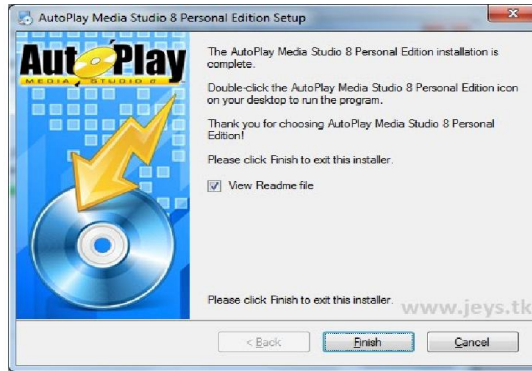 AutoPlay Media Studio 8 Personal Edition Setup
AutoPlay
MEDIA STUDIO 8
The AutoPlay Media Studio 8 Personal Edition installation is
complete.
Double-click the AutoPlay Media Studio 8 Personal Edition icon
on your desktop to run the program.
Thank you for choosing AutoPlay Media Studio 8 Personal
Edition!
Please click Finish to exit this installer.
View Readme file
Please click Finish to exit this installer.
www.jeys.tk
< Back
Finish
Cancel